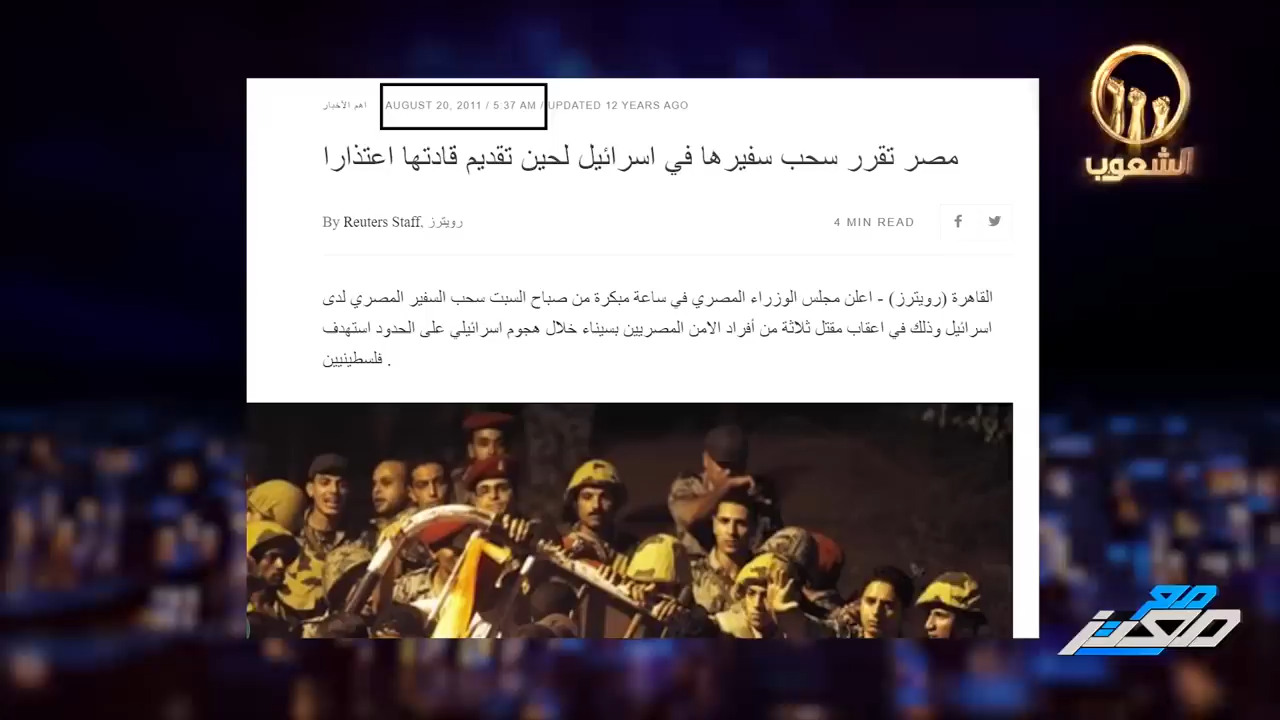 الشعوب
اهم الأخبار AUGUST 20, 2011 / 5:37 AM / UPDATED 12 YEARS AGO
مصر تقرر سحب سفيرها في اسرائيل لحين تقديم قادتها اعتذارا
By Reuters Staff, رويترز
4 MIN READ
القاهرة (رويترز) - اعلن مجلس الوزراء المصري في ساعة مبكرة من صباح السبت سحب السفير المصري لدى
اسرائيل وذلك في اعقاب مقتل ثلاثة من أفراد الامن المصريين بسيناء خلال هجوم اسرائيلي على الحدود استهدف
فلسطينيين .
مع
معتز